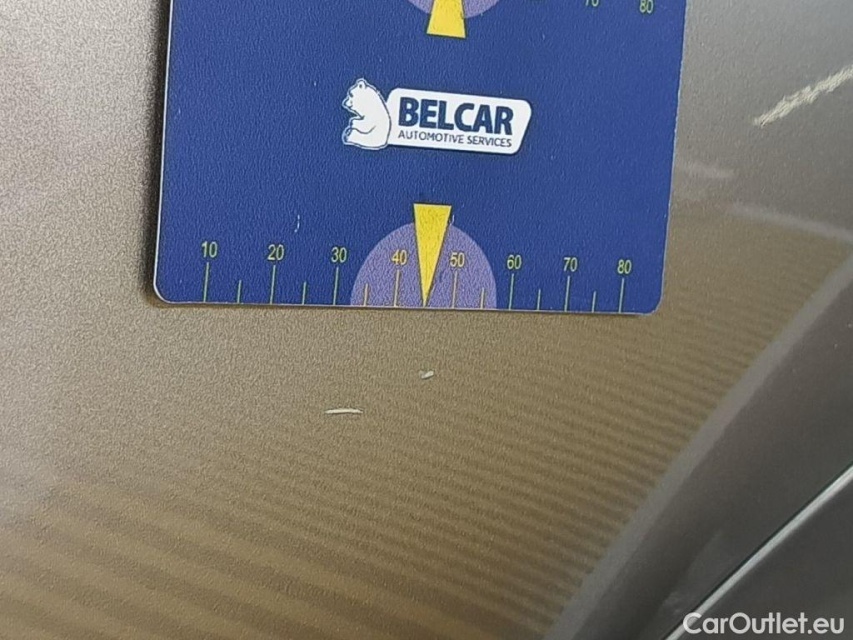 70 80
BELCAR
AUTOMOTIVE SERVICES
10 20 30 40 50 60 70 80
CarOutlet.eu